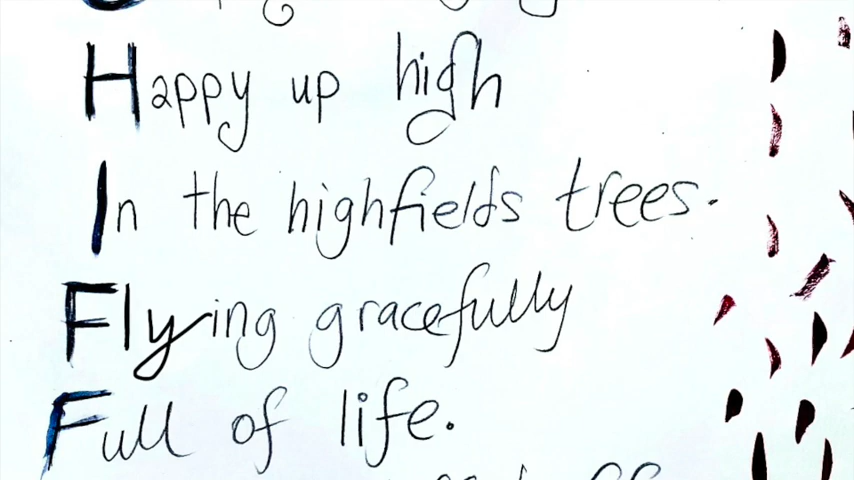 Happy up high
In the highfields trees.
Flying gracefully
Full of life.